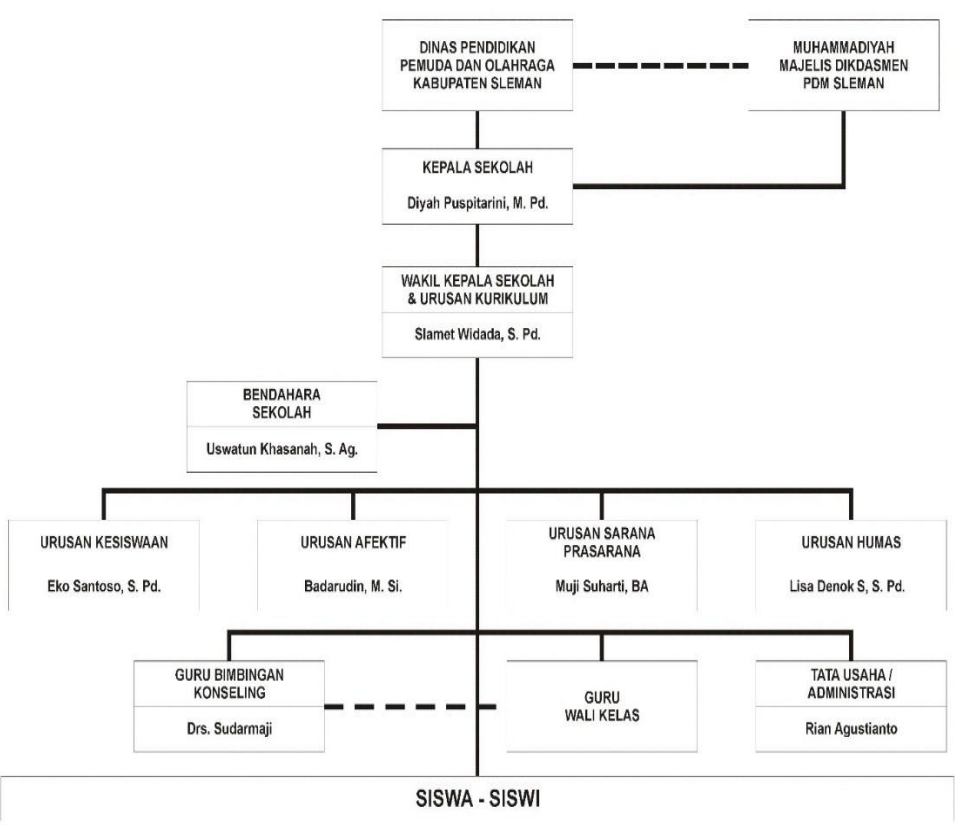 DINAS PENDIDIKAN
PEMUDA DAN OLAHRAGA
KABUPATEN SLEMAN
MUHAMMADIYAH
MAJELIS DIKDASMEN
PDM SLEMAN
KEPALA SEKOLAH
Diyah Puspitarini, M. Pd.
WAKIL KEPALA SEKOLAH
& URUSAN KURIKULUM
Slamet Widada, S. Pd.
BENDAHARA
SEKOLAH
Uswatun Khasanah, S. Ag.
URUSAN KESISWAAN
Eko Santoso, S. Pd.
URUSAN AFEKTIF
Badarudin, M. Si.
URUSAN SARANA
PRASARANA
Muji Suharti, BA
URUSAN HUMAS
Lisa Denok S, S. Pd.
GURU BIMBINGAN
KONSELING
Drs. Sudarmaji
GURU
WALI KELAS
TATA USAHA /
ADMINISTRASI
Rian Agustianto
SISWA - SISWI